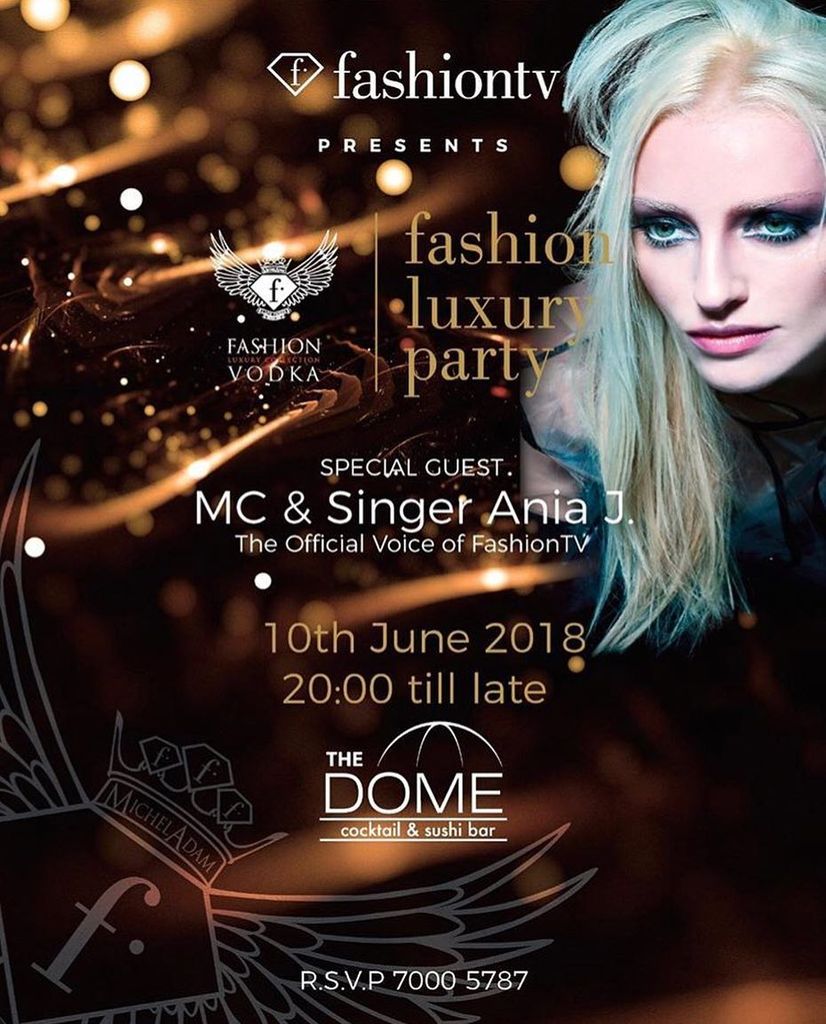 f. fashiontv
PRESENTS
f.
FASHION
LUXURY COLLECTION
VODKA
fashion
luxury
party
SPECIAL GUEST.
MC & Singer Ania J.
The Official Voice of FashionTV
10th June 2018
20:00 till late
THE
DOME
cocktail & sushi bar
f. f. f.
MICHELADAM
f.
R.S.V.P 7000 5787